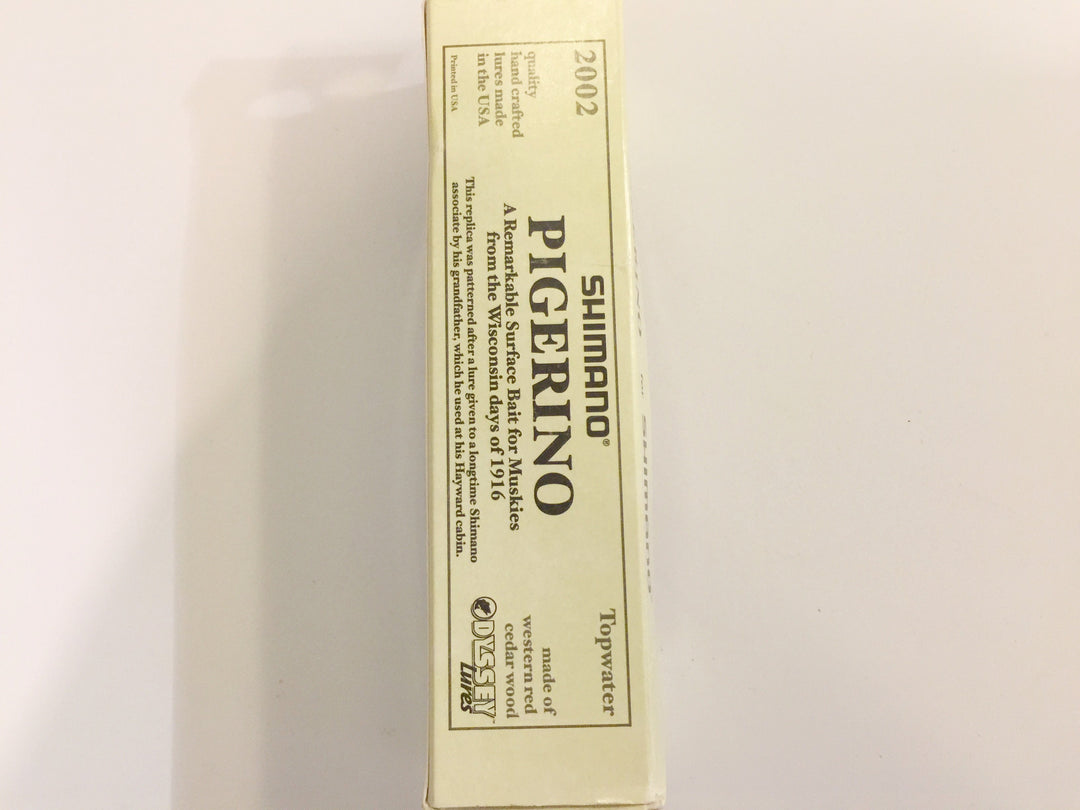 2002
quality
hand crafted
lures made
in the USA
Printed in USA
SHIMANO®
PIGERINO
A Remarkable Surface Bait for Muskies
from the Wisconsin days of 1916
This replica was patterned after a lure given to a longtime Shimano
associate by his grandfather, which he used at his Hayward cabin.
Topwater
made of
western red
cedar wood
ODYSSEY™
Lures